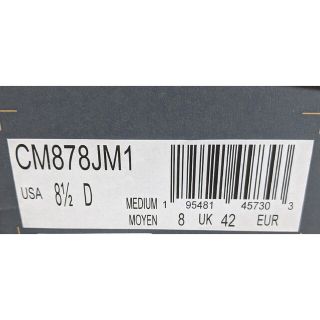 CM878JM1
USA 8½ D
MEDIUM
MOYEN
1 95481 45730 3
8 UK 42 EUR